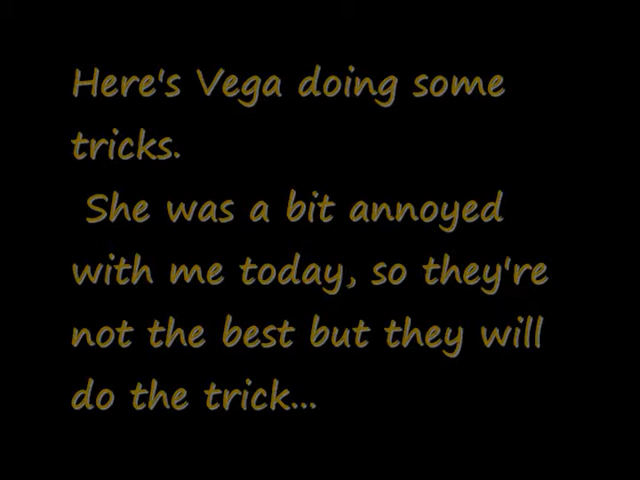 Here's Vega doing some
tricks.
She was a bit annoyed
with me today, so they're
not the best but they will
do the trick...